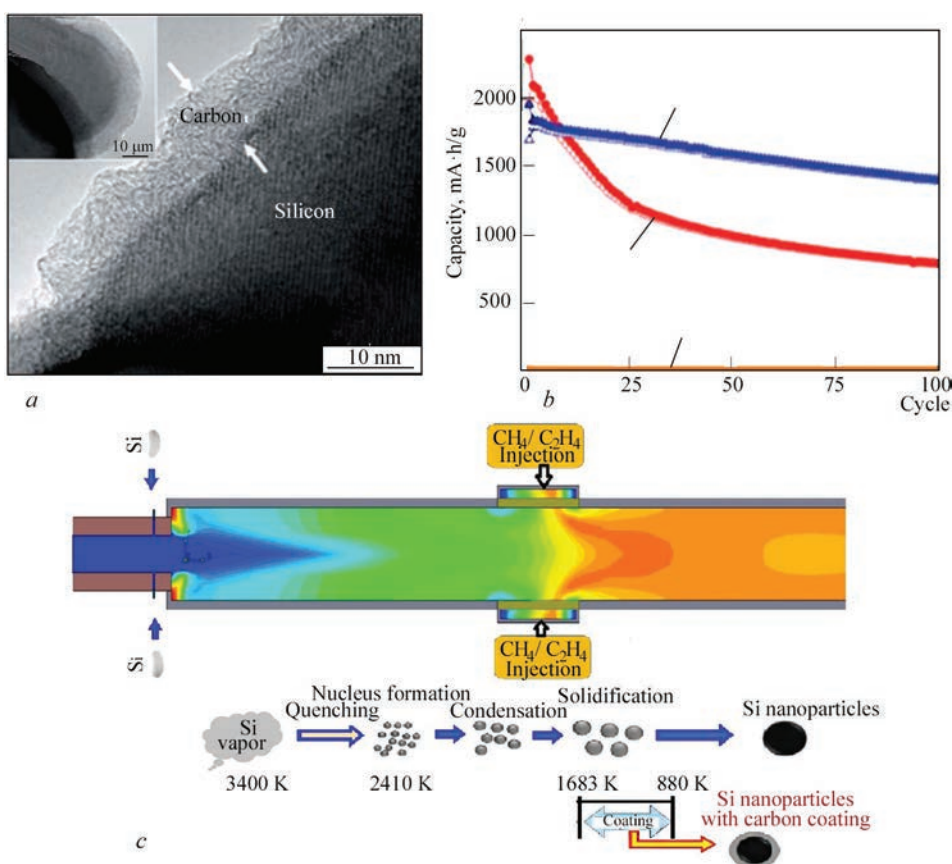 Carbon
10 µm
Silicon
10 nm
a
Capacity, mA·h/g
2000
1500
1000
500
0
25
50
75
100
Cycle
b
Si
CH₄/ C₂H₄
Injection
CH₄/ C₂H₄
Injection
Si
Nucleus formation
Solidification
Quenching
Condensation
Si nanoparticles
Si
vapor
3400 K
2410 K
1683 K
880 K
Coating
Si nanoparticles
with carbon coating
c